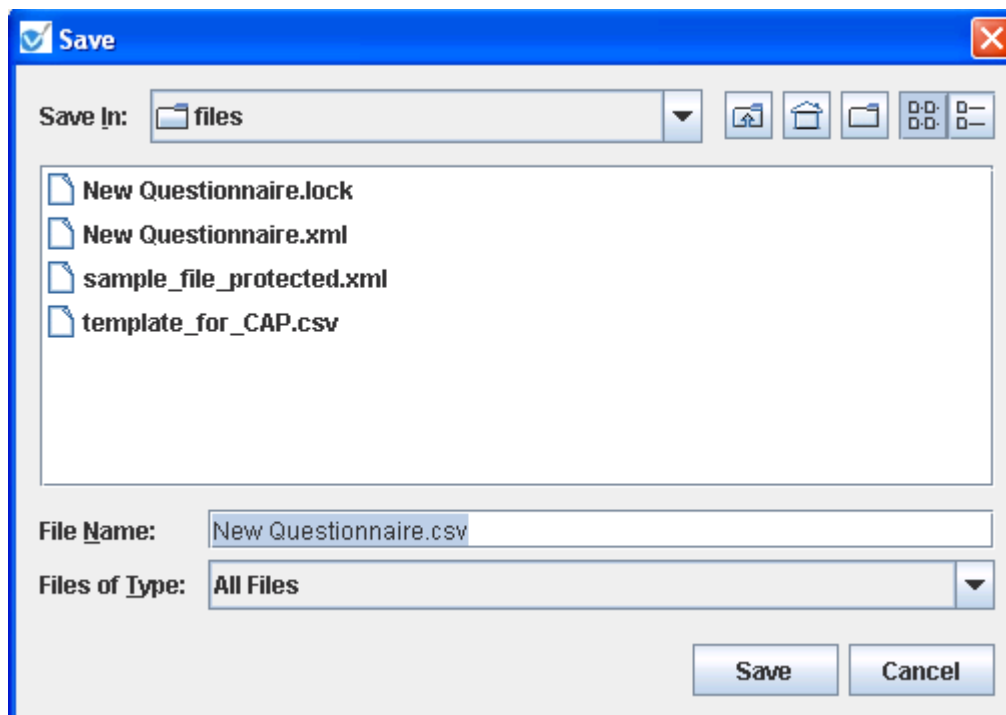 Save
Save In: files
New Questionnaire.lock
New Questionnaire.xml
sample_file_protected.xml
template_for_CAP.csv
File Name: New Questionnaire.csv
Files of Type: All Files
Save Cancel